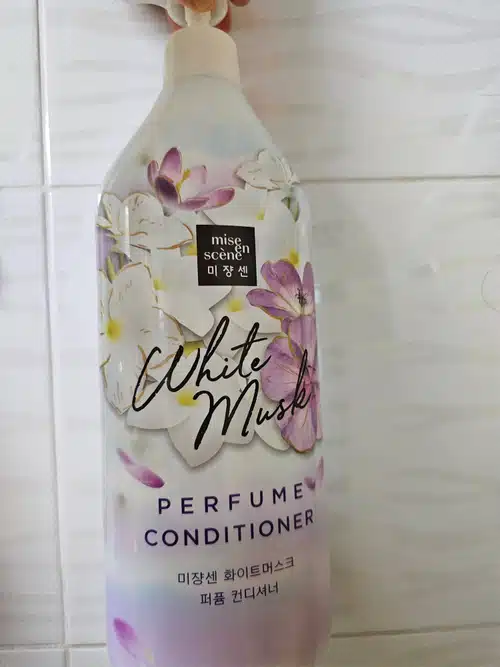 mise
en
scène
미쟝센
White
Musk
PERFUME
CONDITIONER
미쟝센 화이트머스크
퍼퓸 컨디셔너